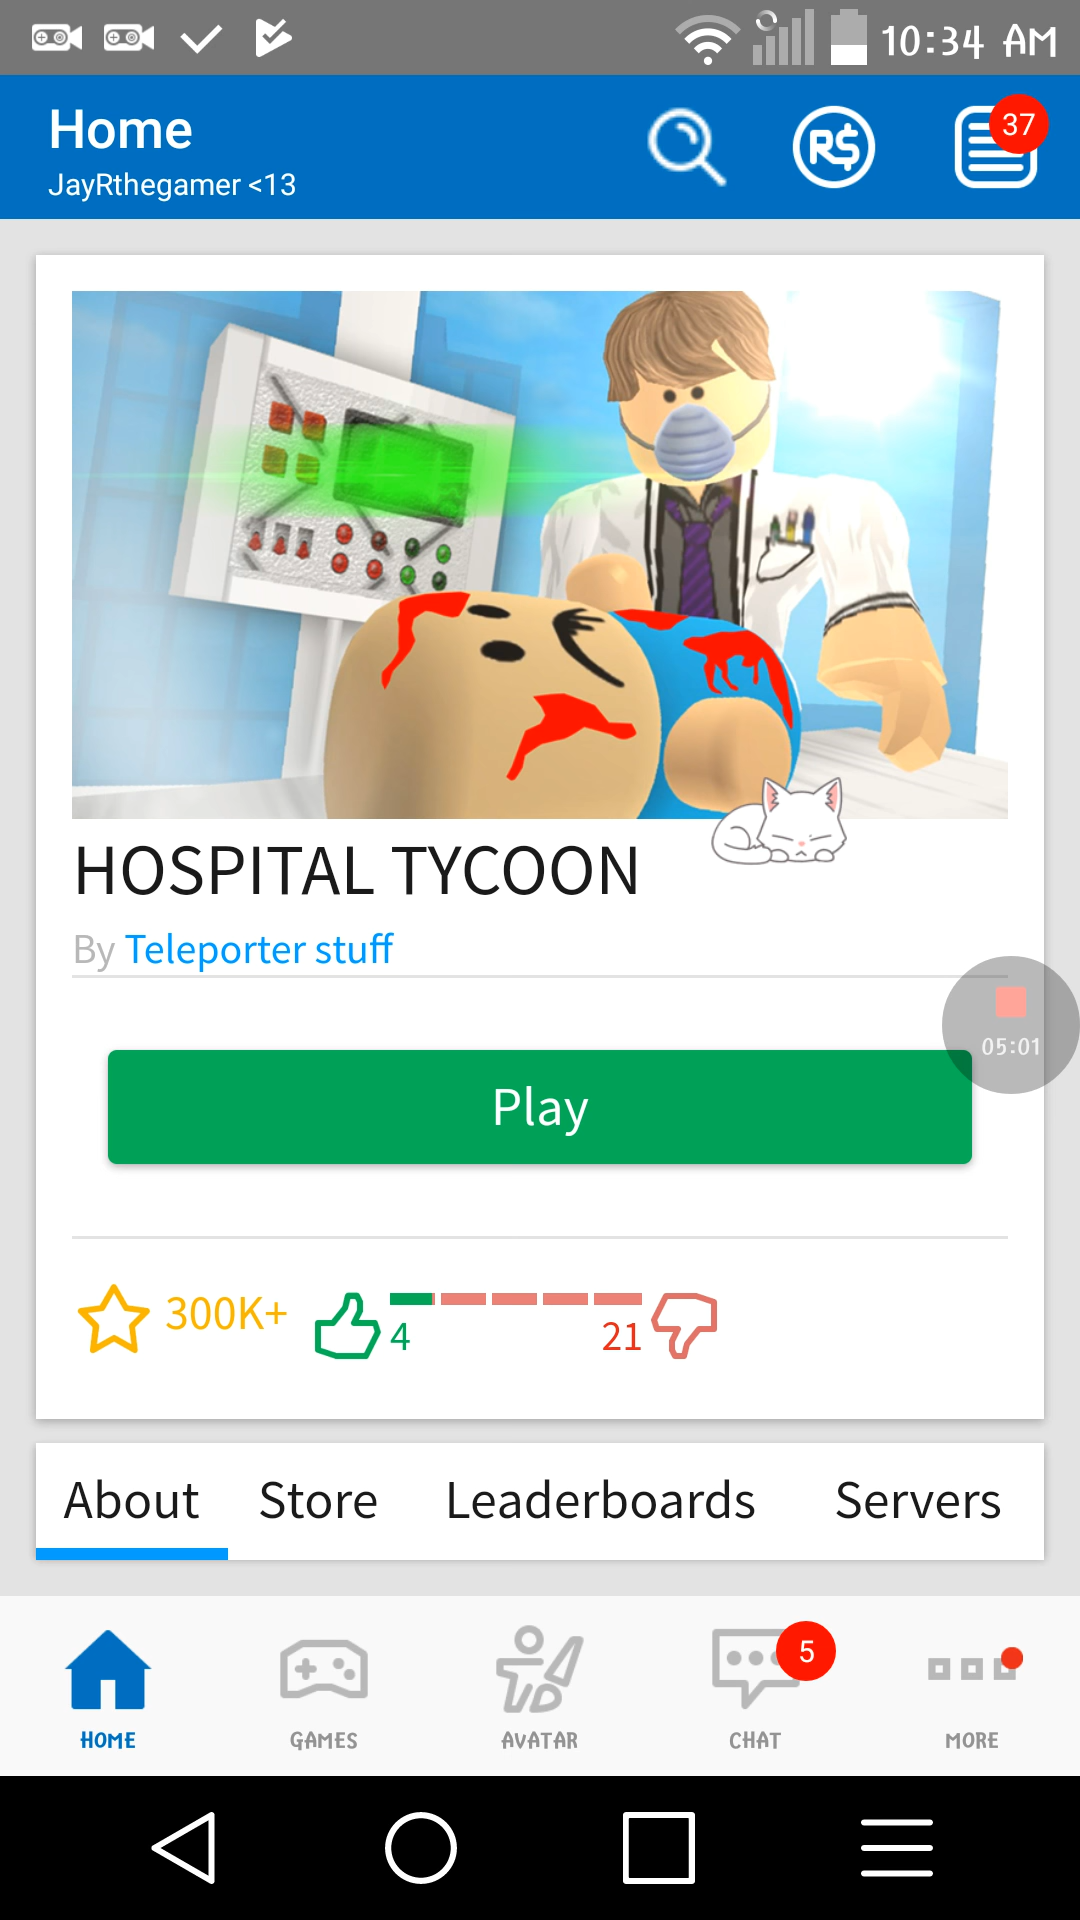 10:34 AM
Home
JayRthegamer <13
R$
37
HOSPITAL TYCOON
By Teleporter stuff
05:01
Play
300K+
4
21
About
Store
Leaderboards
Servers
5
HOME
GAMES
AVATAR
CHAT
MORE